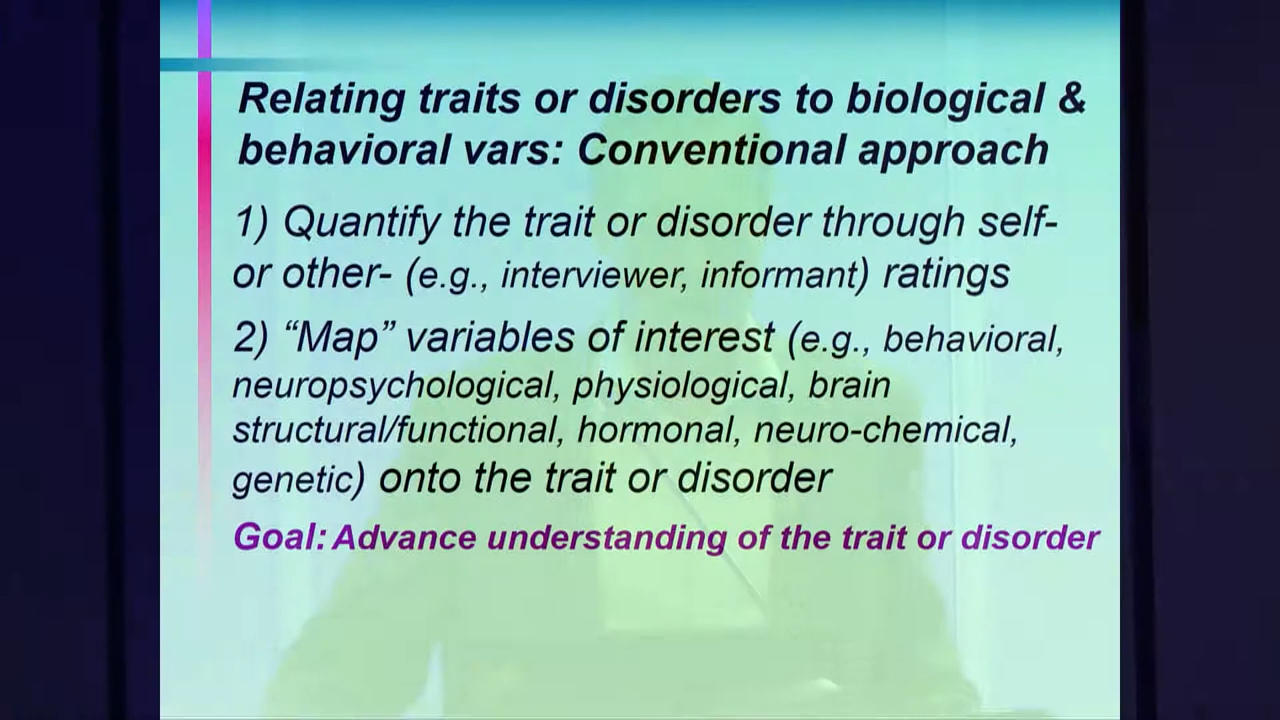 Relating traits or disorders to biological &
behavioral vars: Conventional approach
1) Quantify the trait or disorder through self-
or other- (e.g., interviewer, informant) ratings
2) “Map” variables of interest (e.g., behavioral,
neuropsychological, physiological, brain
structural/functional, hormonal, neuro-chemical,
genetic) onto the trait or disorder
Goal: Advance understanding of the trait or disorder